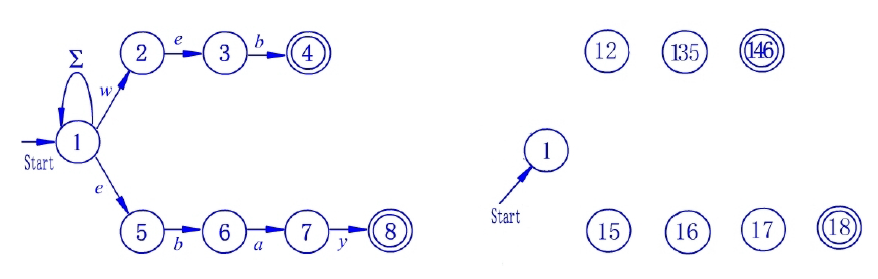 Σ
2 e 3 b 4
w
1
Start
e
5 b 6 a 7 y 8
12 135 146
1
Start
15 16 17 18